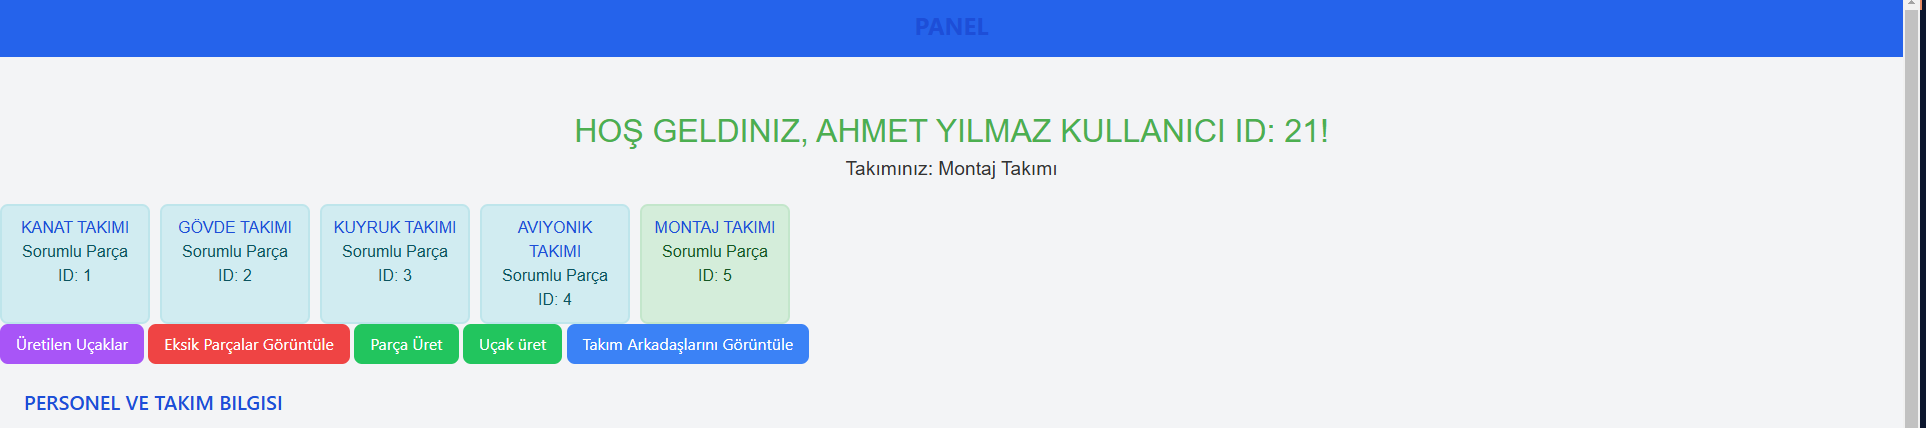 PANEL
HOŞ GELDINIZ, AHMET YILMAZ KULLANICI ID: 21!
Takımınız: Montaj Takımı
KANAT TAKIMI
Sorumlu Parça
ID: 1
GÖVDE TAKIMI
Sorumlu Parça
ID: 2
KUYRUK TAKIMI
Sorumlu Parça
ID: 3
AVIYONIK
TAKIMI
Sorumlu Parça
ID: 4
MONTAJ TAKIMI
Sorumlu Parça
ID: 5
Üretilen Uçaklar
Eksik Parçalar Görüntüle
Parça Üret
Uçak üret
Takım Arkadaşlarını Görüntüle
PERSONEL VE TAKIM BILGISI